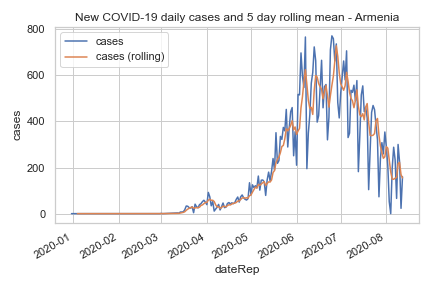 New COVID-19 daily cases and 5 day rolling mean - Armenia
cases
cases (rolling)
800
600
400
200
0
cases
2020-01
2020-02
2020-03
2020-04
2020-05
2020-06
2020-07
2020-08
dateRep